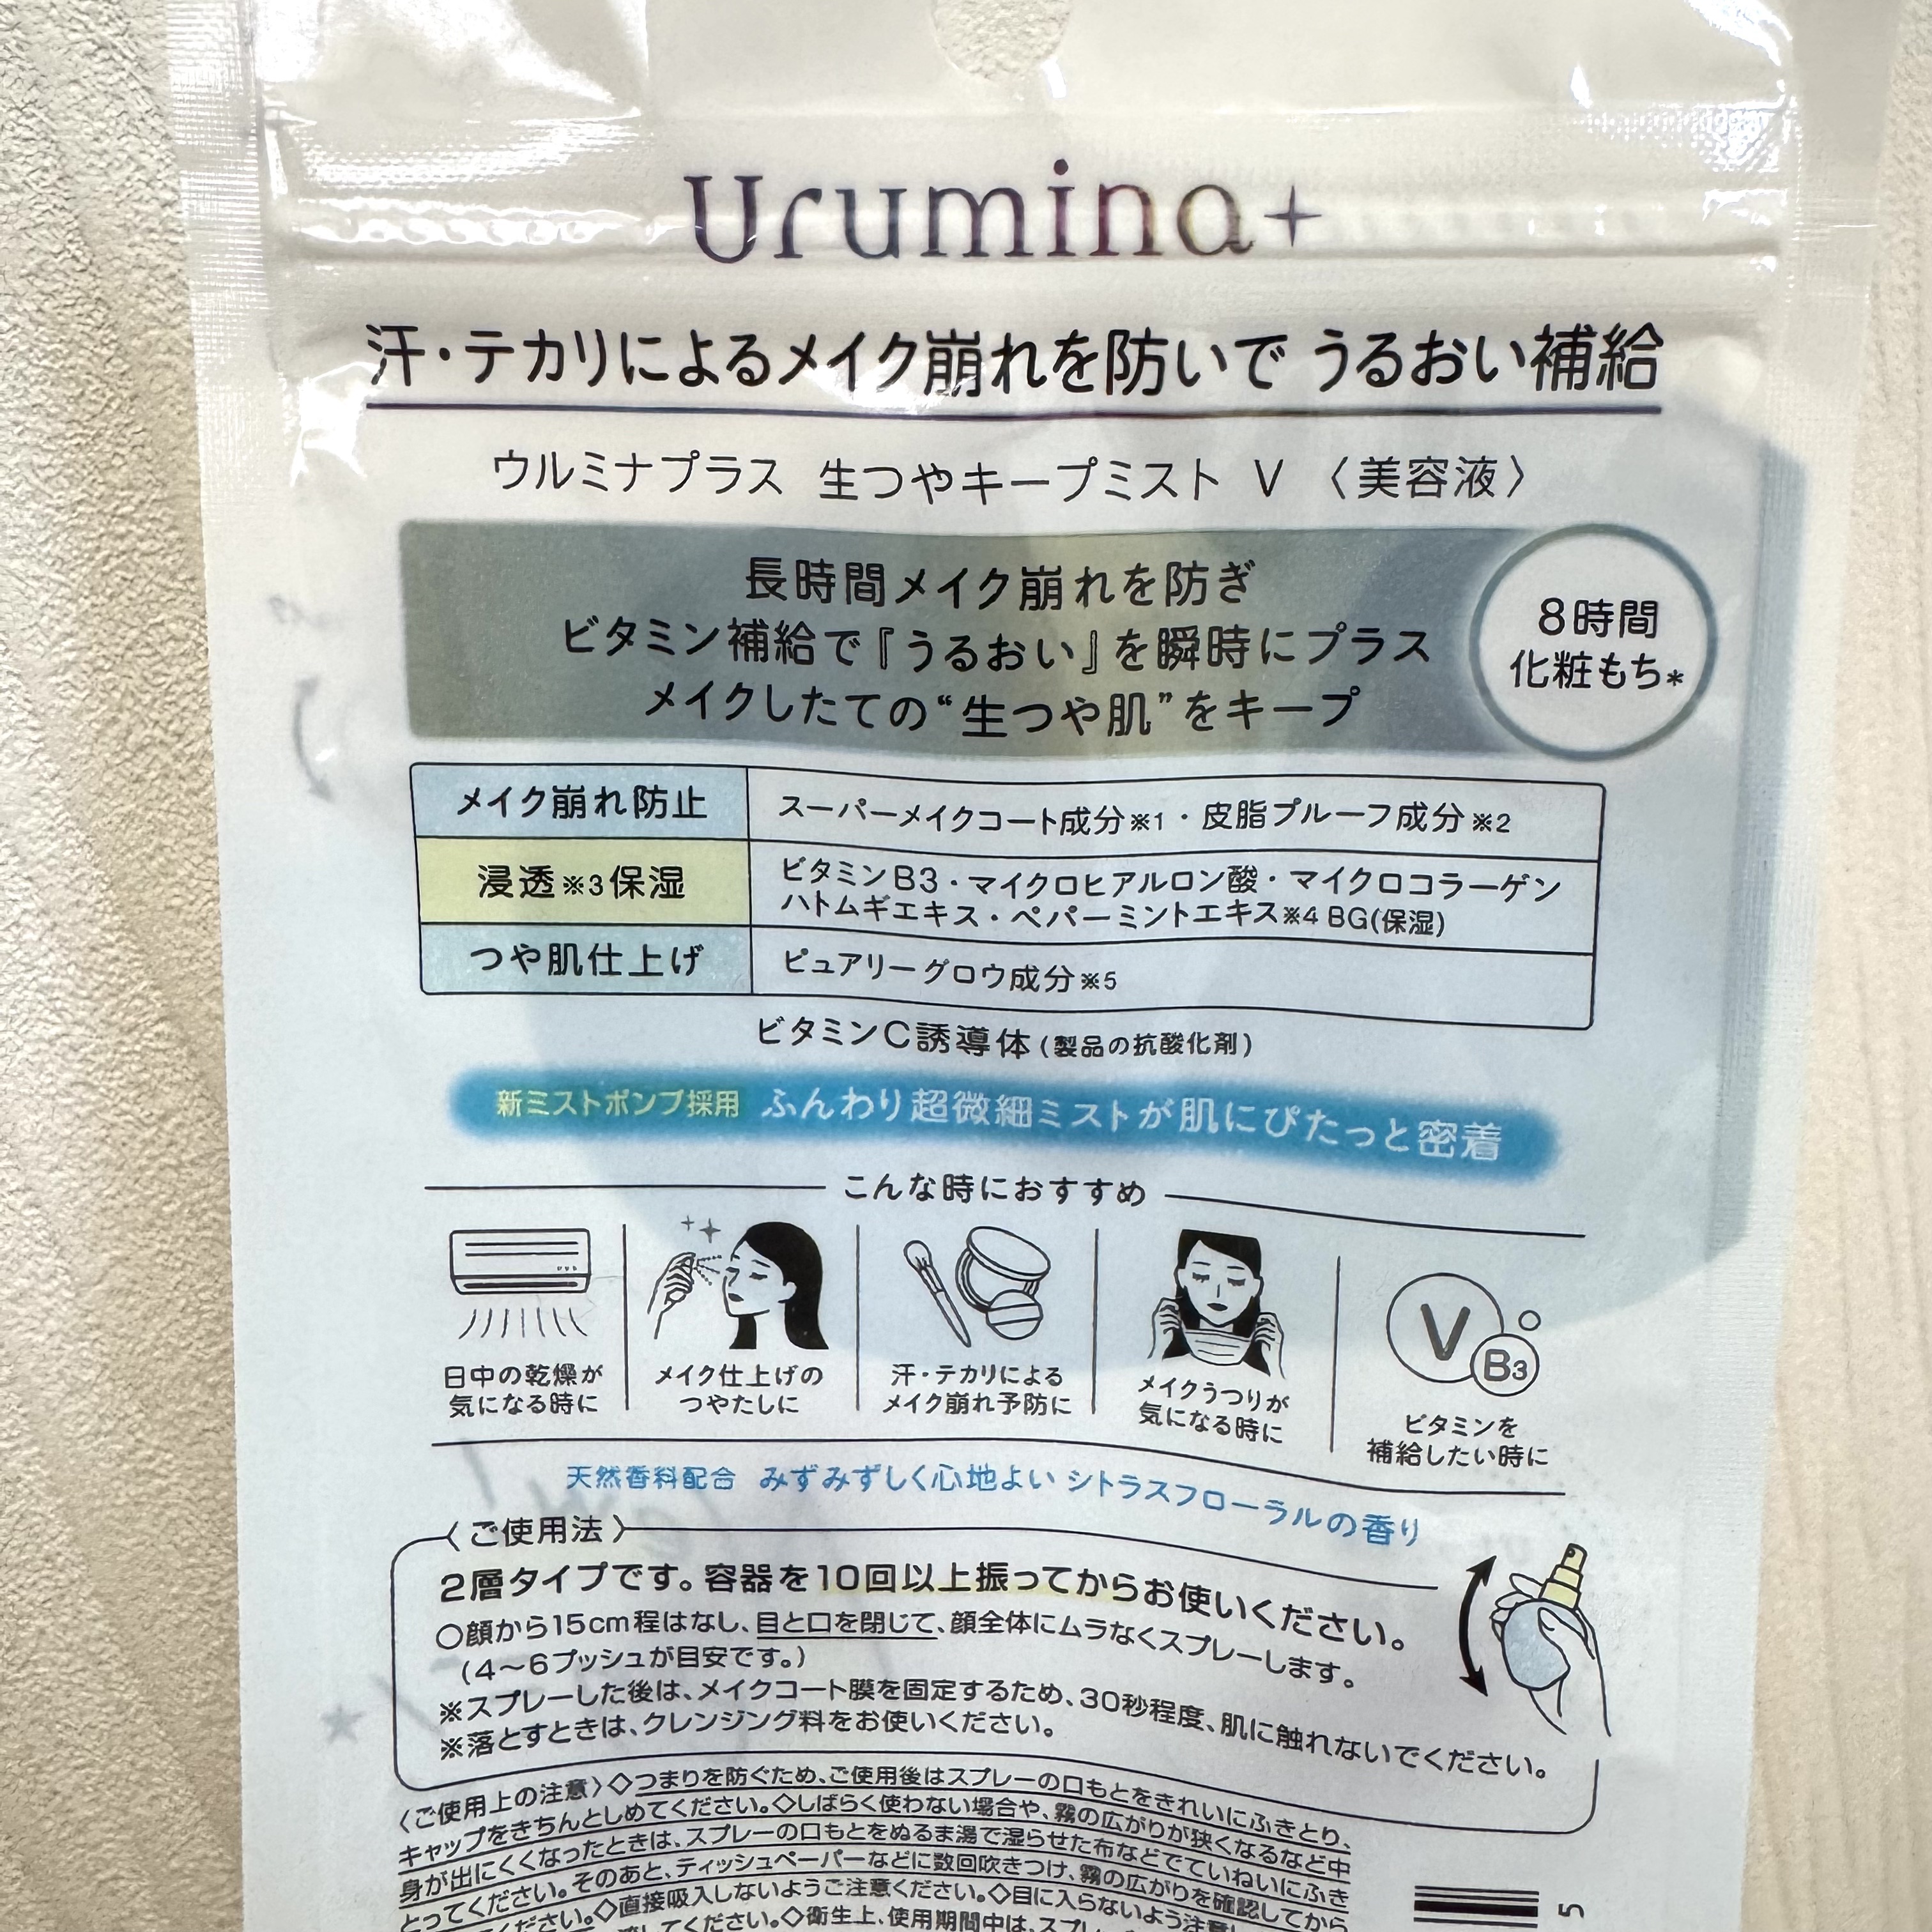 Urumina+
汗・テカリによるメイク崩れを防いで うるおい補給
ウルミナプラス 生つやキープミスト V 〈美容液〉
長時間メイク崩れを防ぎ
ビタミン補給で『うるおい』を瞬時にプラス
メイクしたての“生つや肌”をキープ
8時間
化粧もち*
メイク崩れ防止
スーパーメイクコート成分※1・皮脂プルーフ成分※2
浸透※3保湿
ビタミンB3・マイクロヒアルロン酸・マイクロコラーゲン
ハトムギエキス・ペパーミントエキス※4 BG(保湿)
つや肌仕上げ
ピュアリーグロウ成分※5
ビタミンC誘導体(製品の抗酸化剤)
新ミストポンプ採用 ふんわり超微細ミストが肌にぴたっと密着
こんな時におすすめ
日中の乾燥が
気になる時に
メイク仕上げの
つやたしに
汗・テカリによる
メイク崩れ予防に
メイクうつりが
気になる時に
V
B3
ビタミンを
補給したい時に
天然香料配合 みずみずしく心地よい シトラスフローラルの香り
〈ご使用法〉
2層タイプです。容器を10回以上振ってからお使いください。
○顔から15cm程はなし、目と口を閉じて、顔全体にムラなくスプレーします。
(4〜6プッシュが目安です。)
※スプレーした後は、メイクコート膜を固定するため、30秒程度、肌に触れないでください。
※落とすときは、クレンジング料をお使いください。
〈ご使用上の注意〉◇つまりを防ぐため、ご使用後はスプレーの口もとをきれいにふきとり、
キャップをきちんとしめてください。◇しばらく使わない場合や、霧の広がりが狭くなるなど中
身が出にくくなったときは、スプレーの口もとをぬるま湯で湿らせた布などでていねいにふき
とってください。そのあと、ティッシュペーパーなどに数回吹きつけ、霧の広がりを確認してから
ください。◇直接吸入しないようご注意ください。◇目に入らないよう注意し
してください。◇衛生上、使用期間中は、スプレ
5